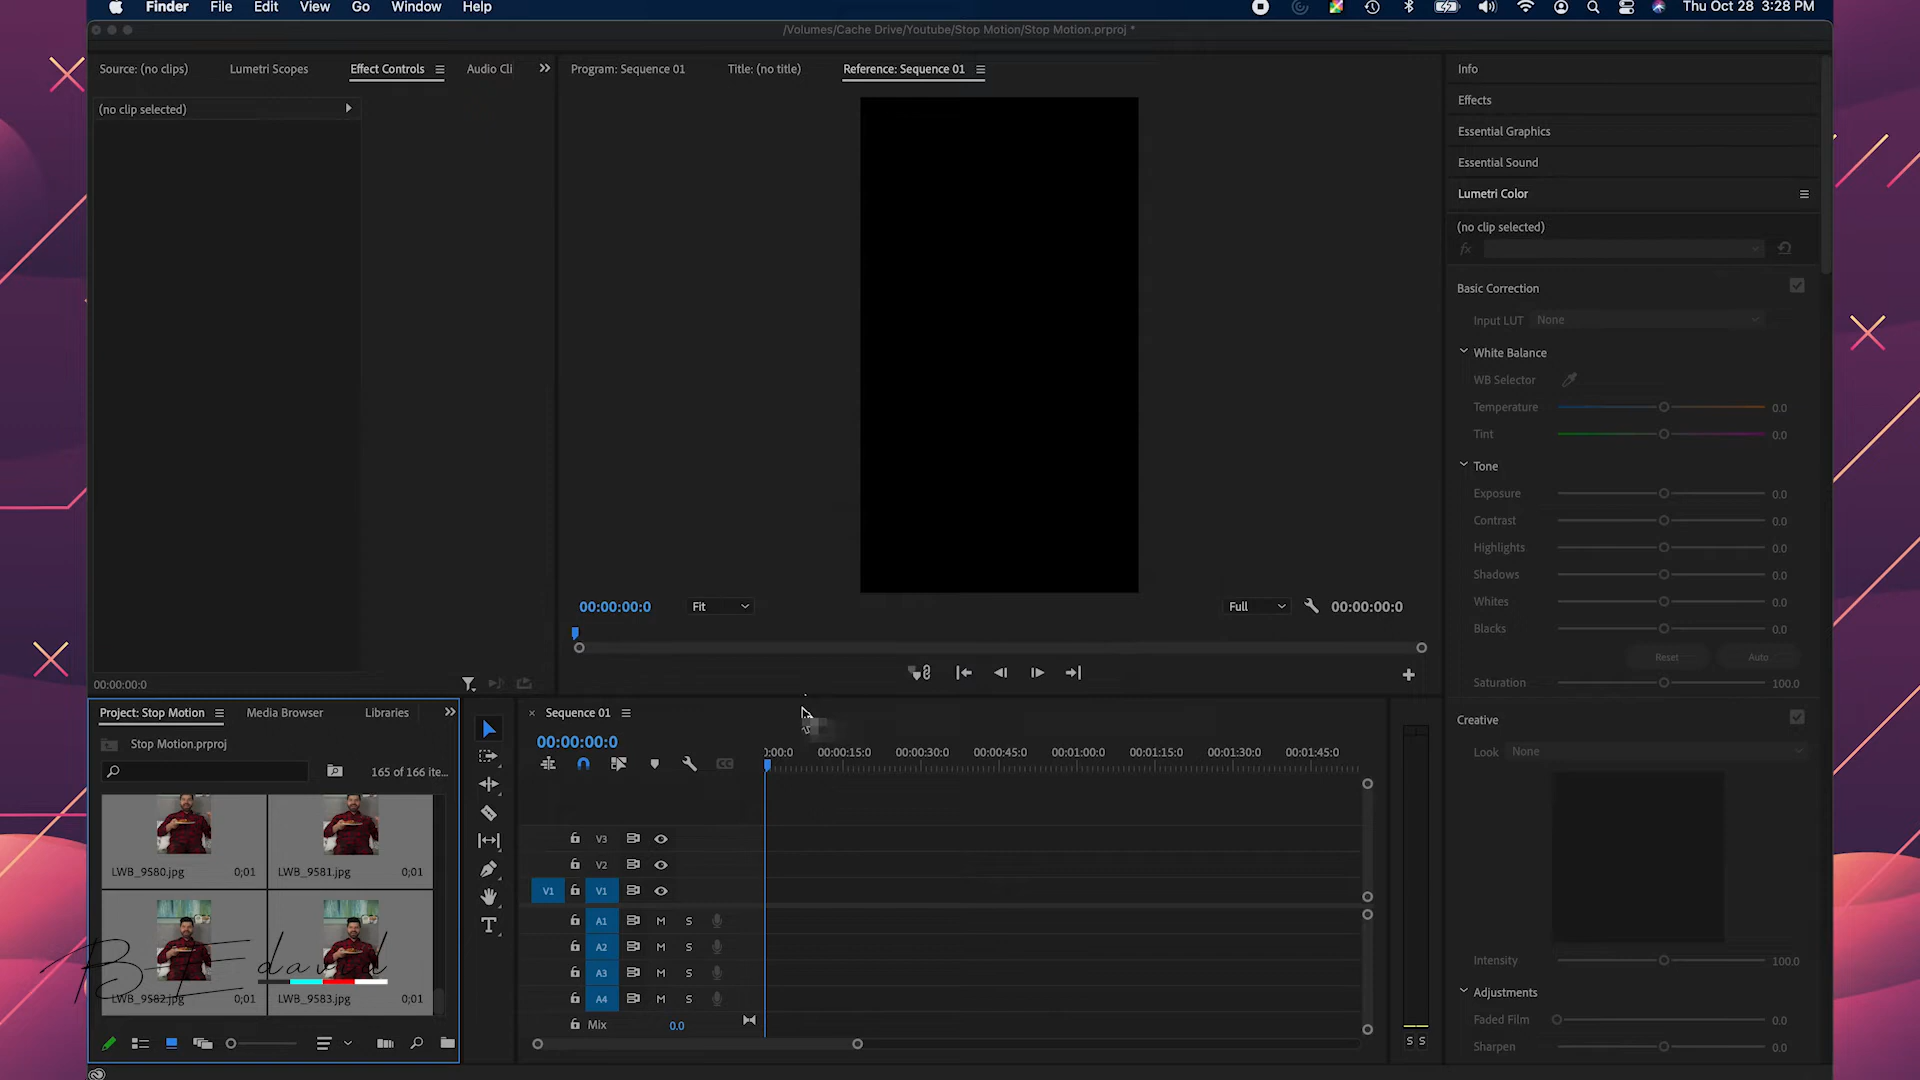 Finder File Edit View Go Window Help
Thu Oct 28 3:28 PM
/Volumes/Cache Drive/Youtube/Stop Motion/Stop Motion.prproj *
Source: (no clips) Lumetri Scopes Effect Controls Audio Cli
(no clip selected)
00:00:00:0
Program: Sequence 01 Title: (no title) Reference: Sequence 01
00:00:00:0 Fit Full 00:00:00:0
Info
Effects
Essential Graphics
Essential Sound
Lumetri Color
(no clip selected)
fx
Basic Correction
Input LUT None
White Balance
WB Selector
Temperature 0.0
Tint 0.0
Tone
Exposure 0.0
Contrast 0.0
Highlights 0.0
Shadows 0.0
Whites 0.0
Blacks 0.0
Reset Auto
Saturation 100.0
Creative
Look None
Intensity 100.0
Adjustments
Faded Film 0.0
Sharpen 0.0
Project: Stop Motion Media Browser Libraries
Stop Motion.prproj
165 of 166 ite...
LWB_9580.jpg 0;01 LWB_9581.jpg 0;01
LWB_9582.jpg 0;01 LWB_9583.jpg 0;01
Sequence 01
00:00:00:0
:00:00 00:00:15:0 00:00:30:0 00:00:45:0 00:01:00:0 00:01:15:0 00:01:30:0 00:01:45:0
V3
V2
V1 V1
A1 M S
A2 M S
A3 M S
A4 M S
Mix 0.0
S S